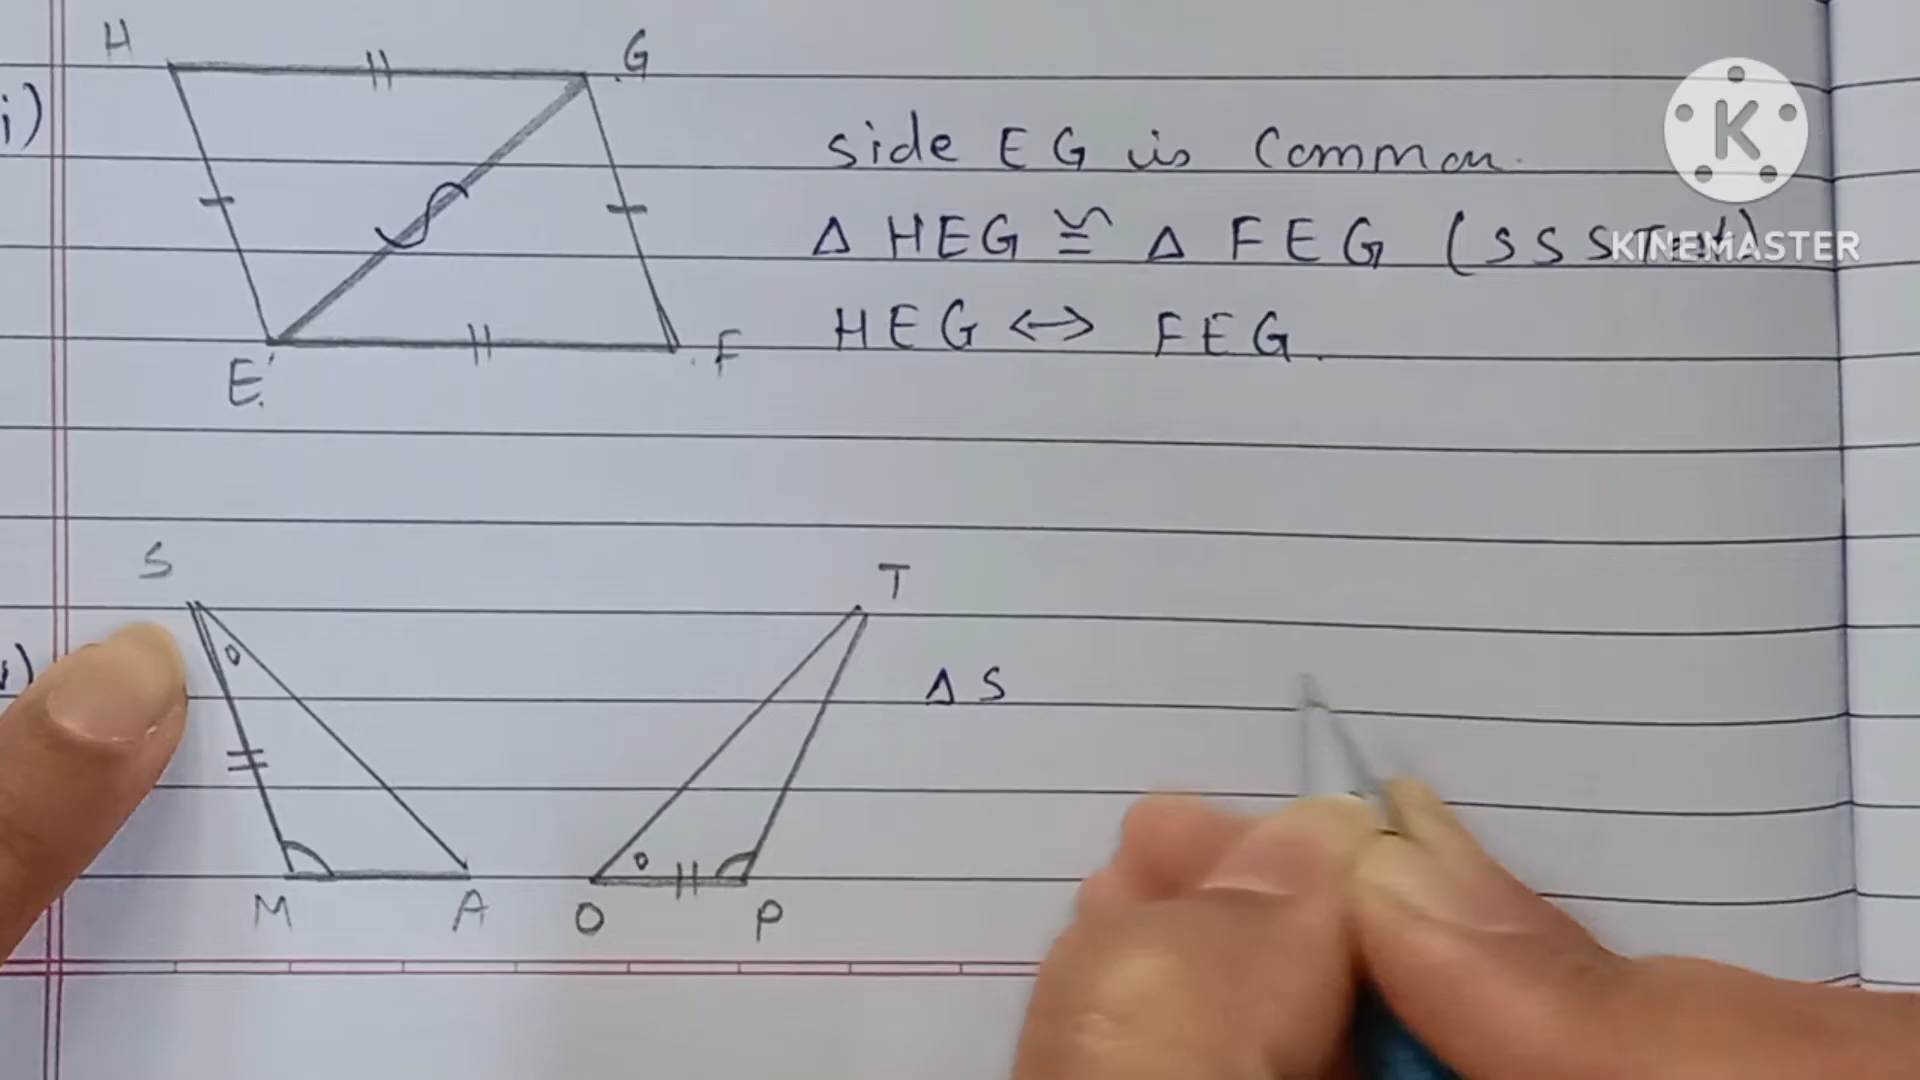 H
G
i)
side EG is Common.
Δ HEG ≅ Δ FEG (SSS
KINEMASTER
K
HEG ↔ FEG.
E
F
S
T
Δ S
M
A
O
P